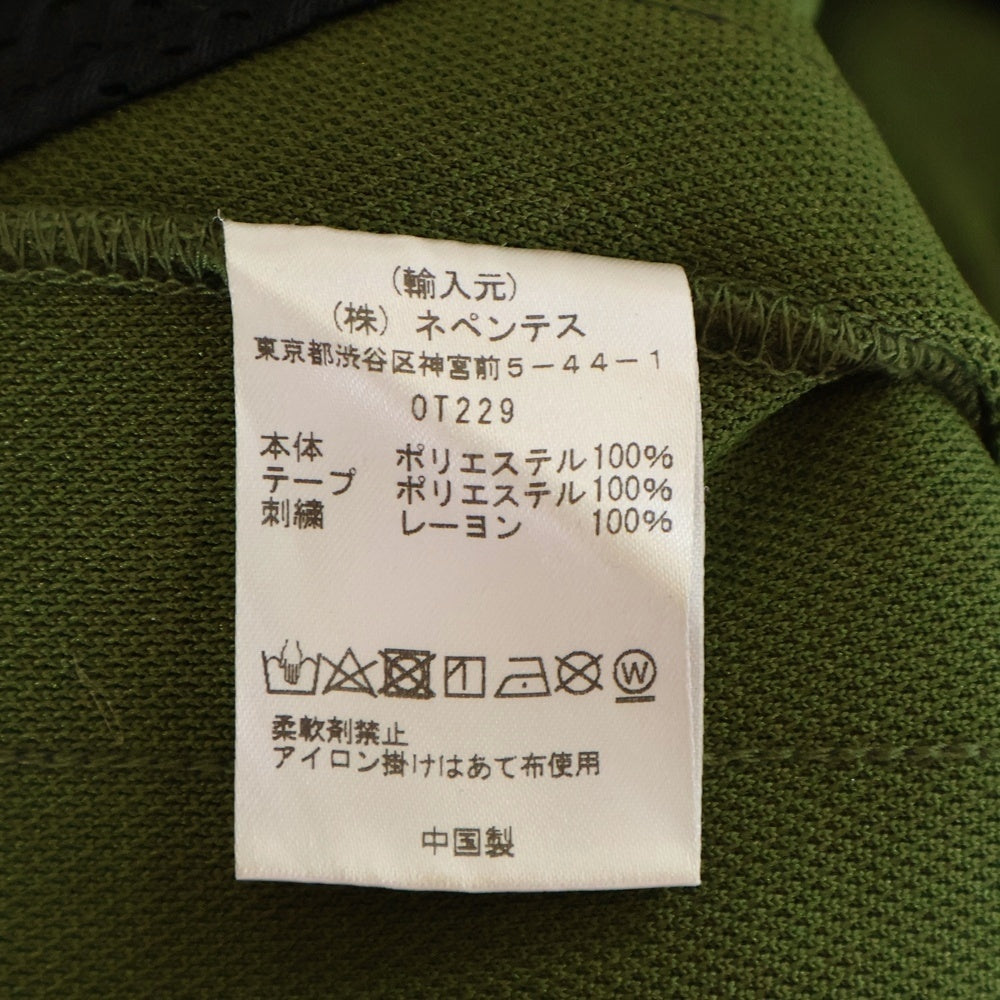 (輸入元)
(株) ネペンテス
東京都渋谷区神宮前5-44-1
OT229
本体 ポリエステル100%
テープ ポリエステル100%
刺繍 レーヨン 100%
W
柔軟剤禁止
アイロン掛けはあて布使用
中国製